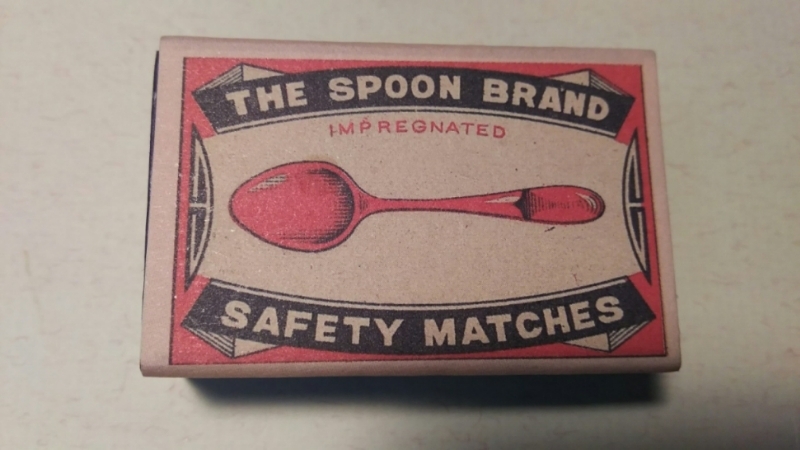 THE SPOON BRAND
IMPREGNATED
SAFETY MATCHES